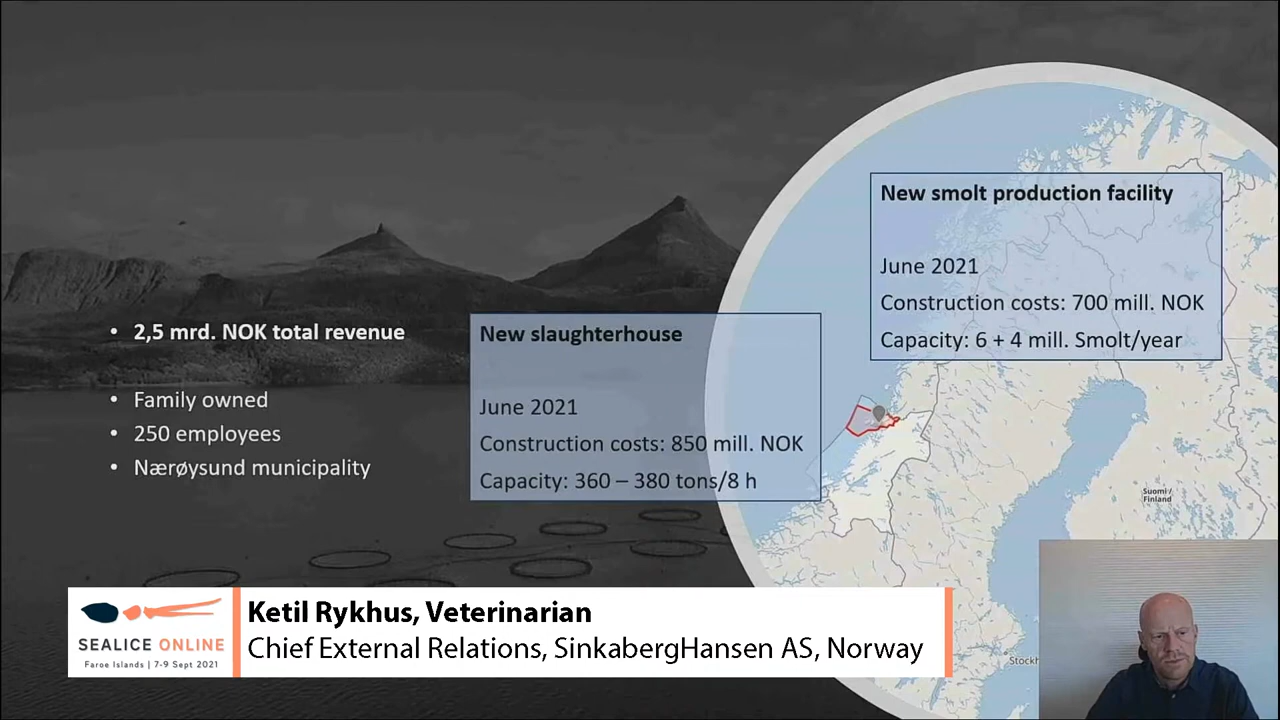 New smolt production facility
June 2021
Construction costs: 700 mill. NOK
Capacity: 6 + 4 mill. Smolt/year
• 2,5 mrd. NOK total revenue
• Family owned
• 250 employees
• Nærøysund municipality
New slaughterhouse
June 2021
Construction costs: 850 mill. NOK
Capacity: 360 – 380 tons/8 h
Suomi /
Finland
SEALICE ONLINE
Faroe Islands | 7-9 Sept 2021
Ketil Rykhus, Veterinarian
Chief External Relations, SinkabergHansen AS, Norway